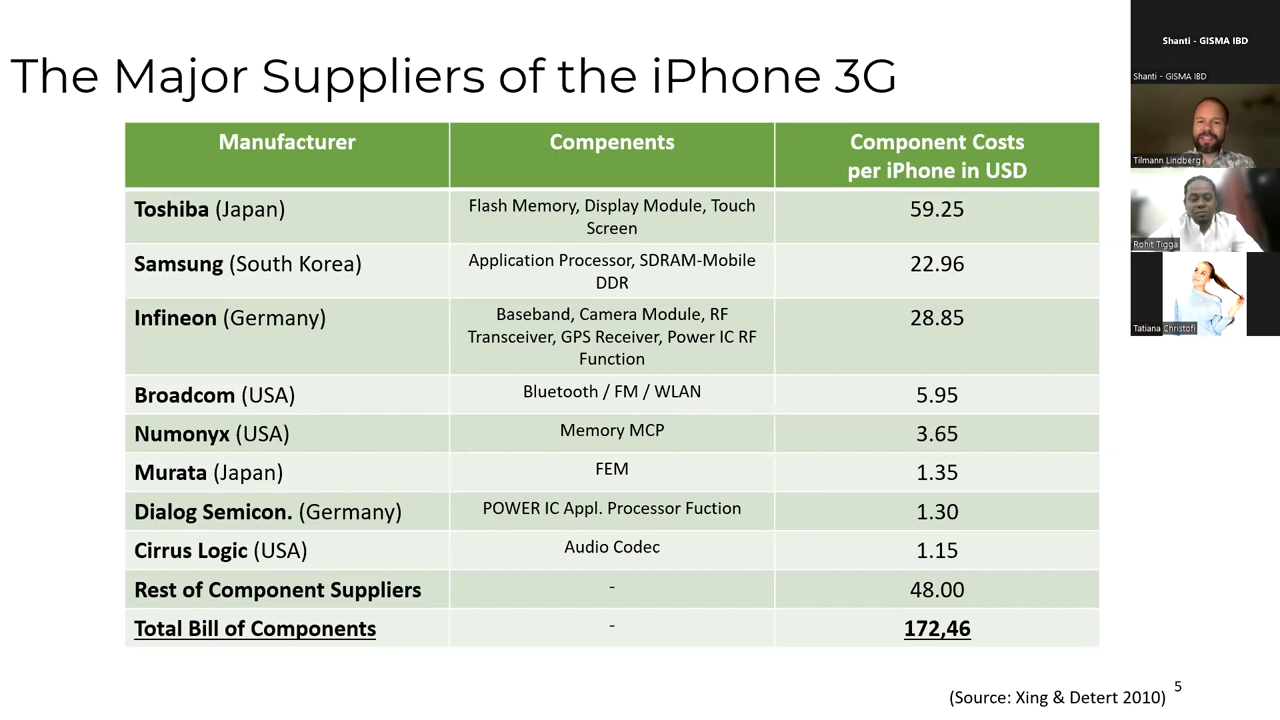 The Major Suppliers of the iPhone 3G
Manufacturer
Compenents
Component Costs
per iPhone in USD
Toshiba (Japan)
Flash Memory, Display Module, Touch
Screen
59.25
Samsung (South Korea)
Application Processor, SDRAM-Mobile
DDR
22.96
Infineon (Germany)
Baseband, Camera Module, RF
Transceiver, GPS Receiver, Power IC RF
Function
28.85
Broadcom (USA)
Bluetooth / FM / WLAN
5.95
Numonyx (USA)
Memory MCP
3.65
Murata (Japan)
FEM
1.35
Dialog Semicon. (Germany)
POWER IC Appl. Processor Fuction
1.30
Cirrus Logic (USA)
Audio Codec
1.15
Rest of Component Suppliers
-
48.00
Total Bill of Components
-
172,46
(Source: Xing & Detert 2010)
5
Shanti - GISMA IBD
Shanti - GISMA IBD
Tilmann Lindberg
Rohit Tigga
Tatiana Christofi